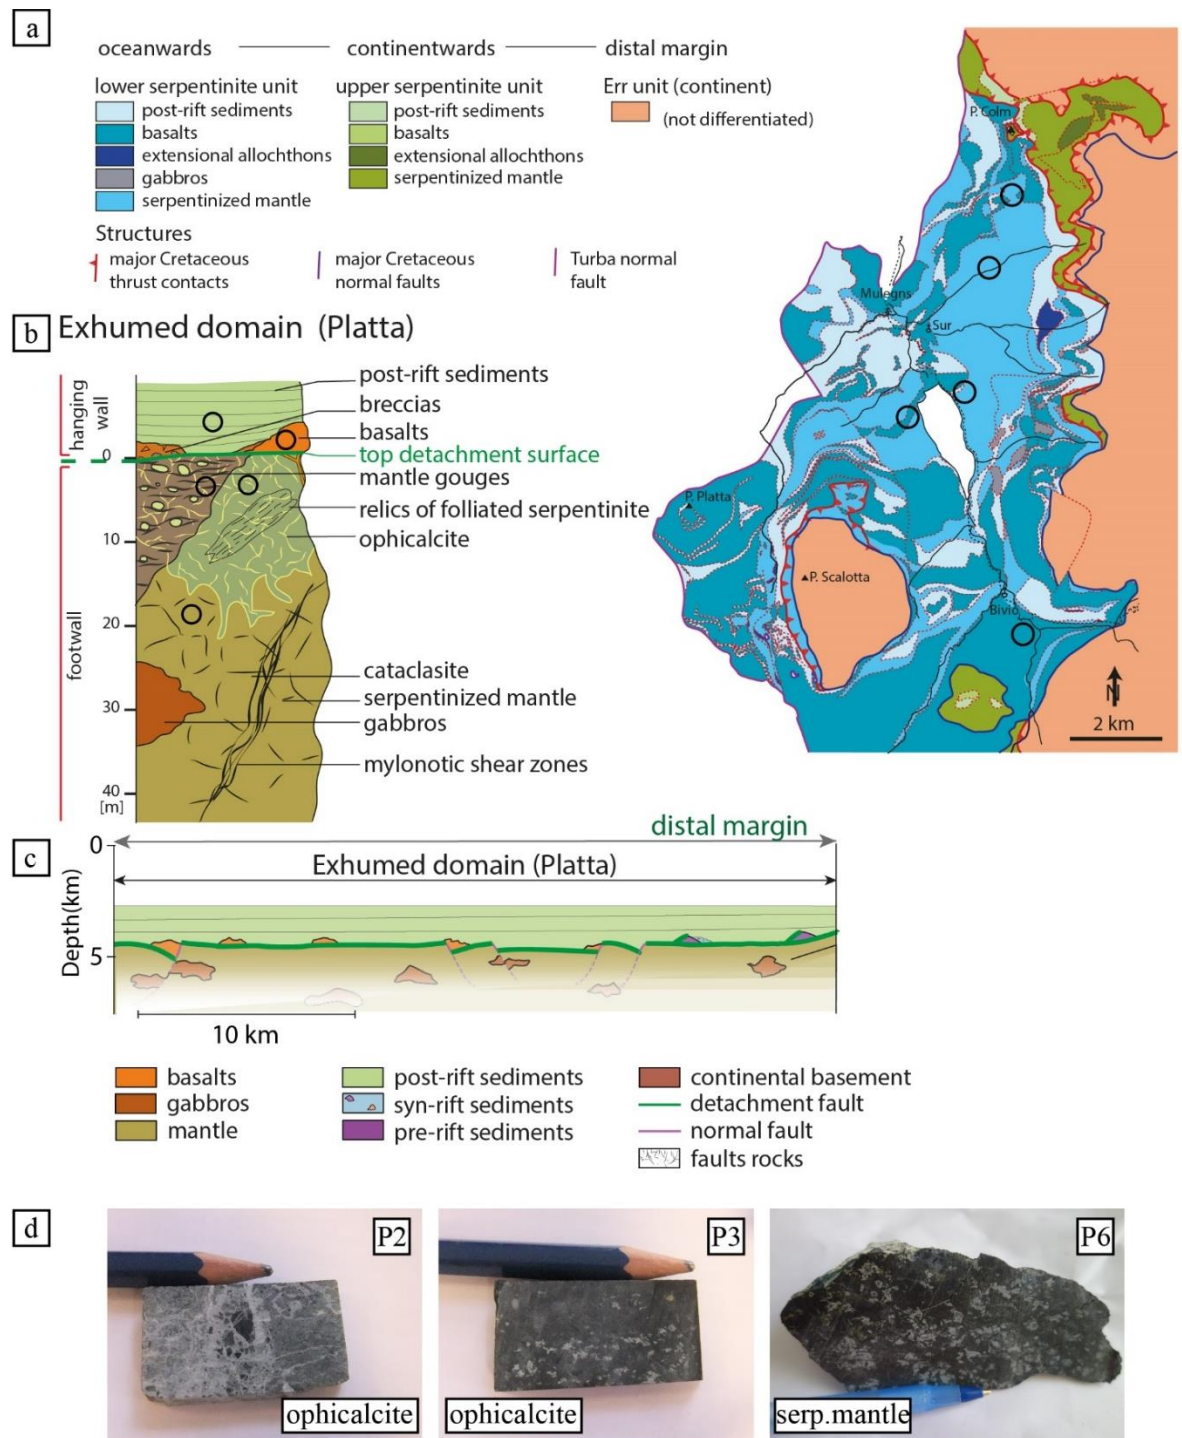 a
oceanwards continentwards distal margin
lower serpentinite unit upper serpentinite unit Err unit (continent)
post-rift sediments post-rift sediments (not differentiated)
basalts basalts
extensional allochthons extensional allochthons
gabbros serpentinized mantle
serpentinized mantle
Structures
major Cretaceous thrust contacts
major Cretaceous normal faults
Turba normal fault
P. Colm
Mulegns
Sur
P. Platta
P. Scalotta
Bivio
N
2 km
b
Exhumed domain (Platta)
hanging wall
footwall
0
10
20
30
40
[m]
post-rift sediments
breccias
basalts
top detachment surface
mantle gouges
relics of folliated serpentinite
ophicalcite
cataclasite
serpentinized mantle
gabbros
mylonotic shear zones
c
distal margin
Exhumed domain (Platta)
Depth(km)
0
5
10 km
basalts post-rift sediments continental basement
gabbros syn-rift sediments detachment fault
mantle pre-rift sediments normal fault
faults rocks
d
P2 P3 P6
ophicalcite ophicalcite serp.mantle